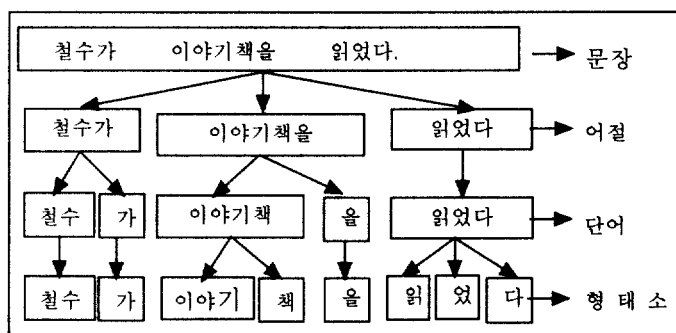 철수가 이야기책을 읽었다. 문장
철수가 이야기책을 읽었다 어절
철수 가 이야기책 을 읽었다 단어
철수 가 이야기 책 을 읽 었 다 형태소